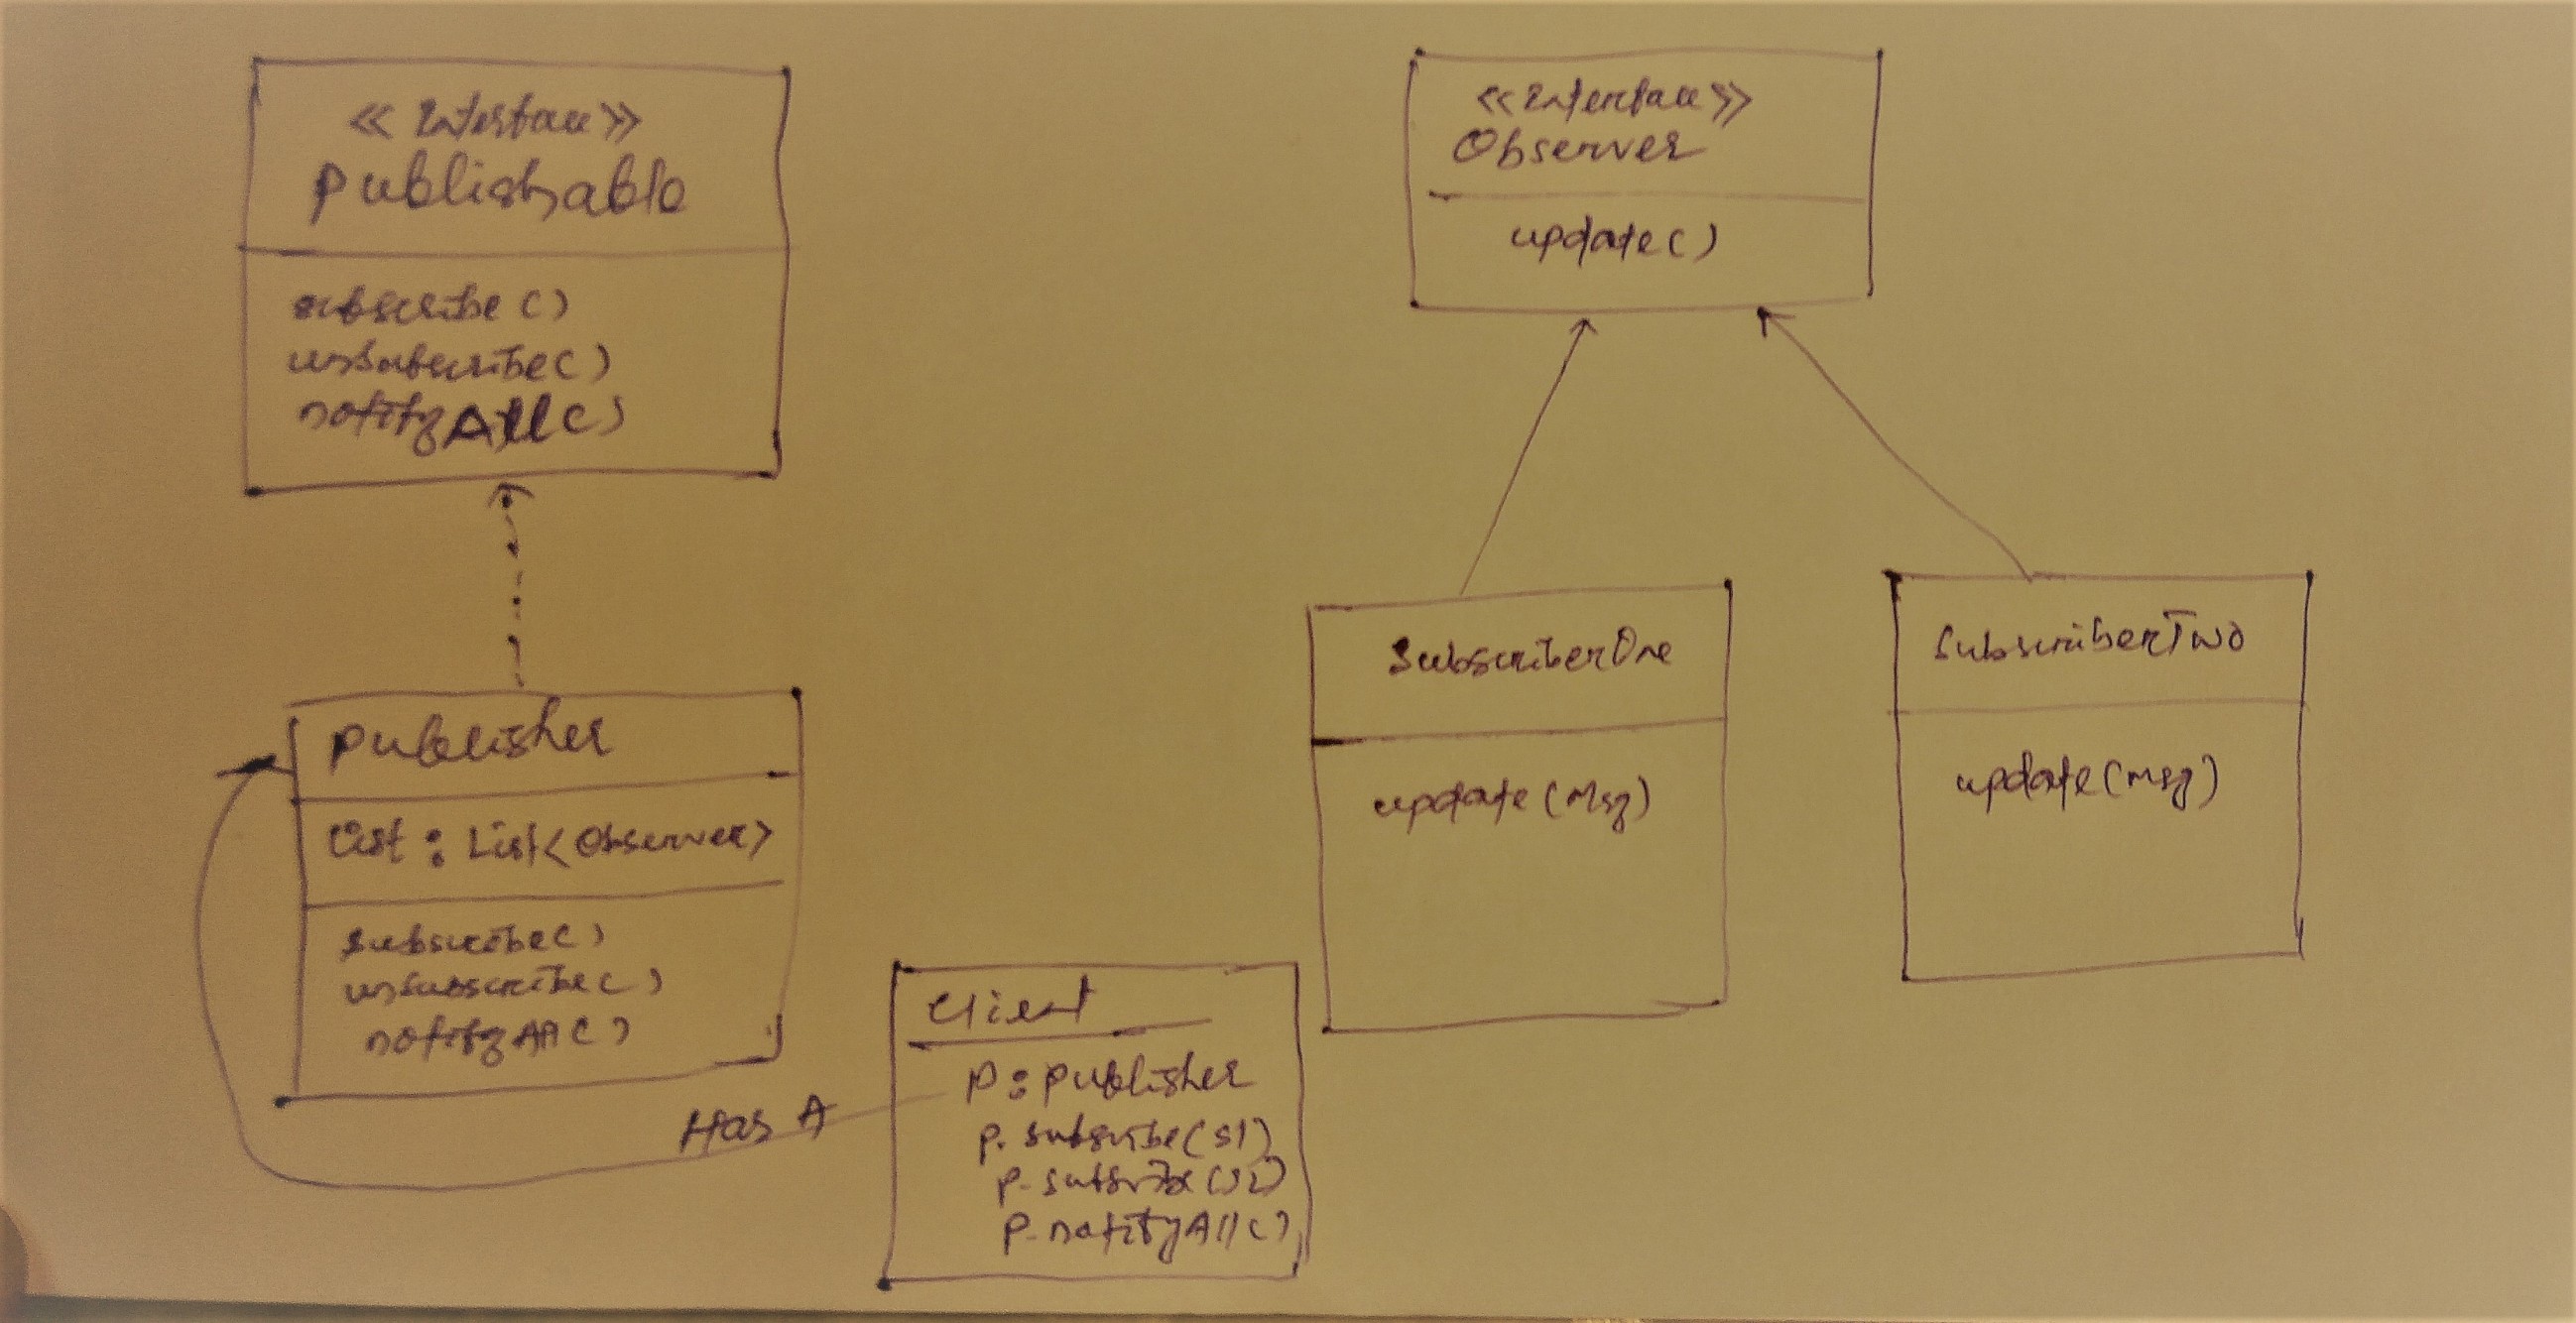 << Interface >>
Publishable
subscribe()
unsubscribe()
notifyAll()
<<Interface>>
Observer
update()
Publisher
List : List<Observer>
subscribe()
unsubscribe()
notifyAll()
SubscriberOne
update(Msg)
SubscriberTwo
update(msg)
Has A
Client
P : Publisher
P. subscribe(S1)
P. subscribe(S2)
P. notifyAll()